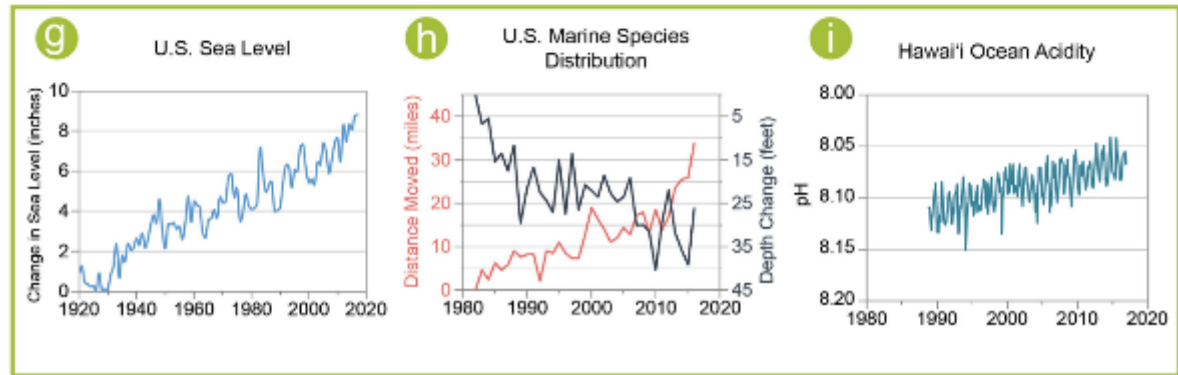 g
U.S. Sea Level
Change in Sea Level (inches)
10
8
6
4
2
0
1920 1940 1960 1980 2000 2020
h
U.S. Marine Species
Distribution
Distance Moved (miles)
40
30
20
10
0
Depth Change (feet)
5
15
25
35
45
1980 1990 2000 2010 2020
i
Hawai'i Ocean Acidity
pH
8.00
8.05
8.10
8.15
8.20
1980 1990 2000 2010 2020